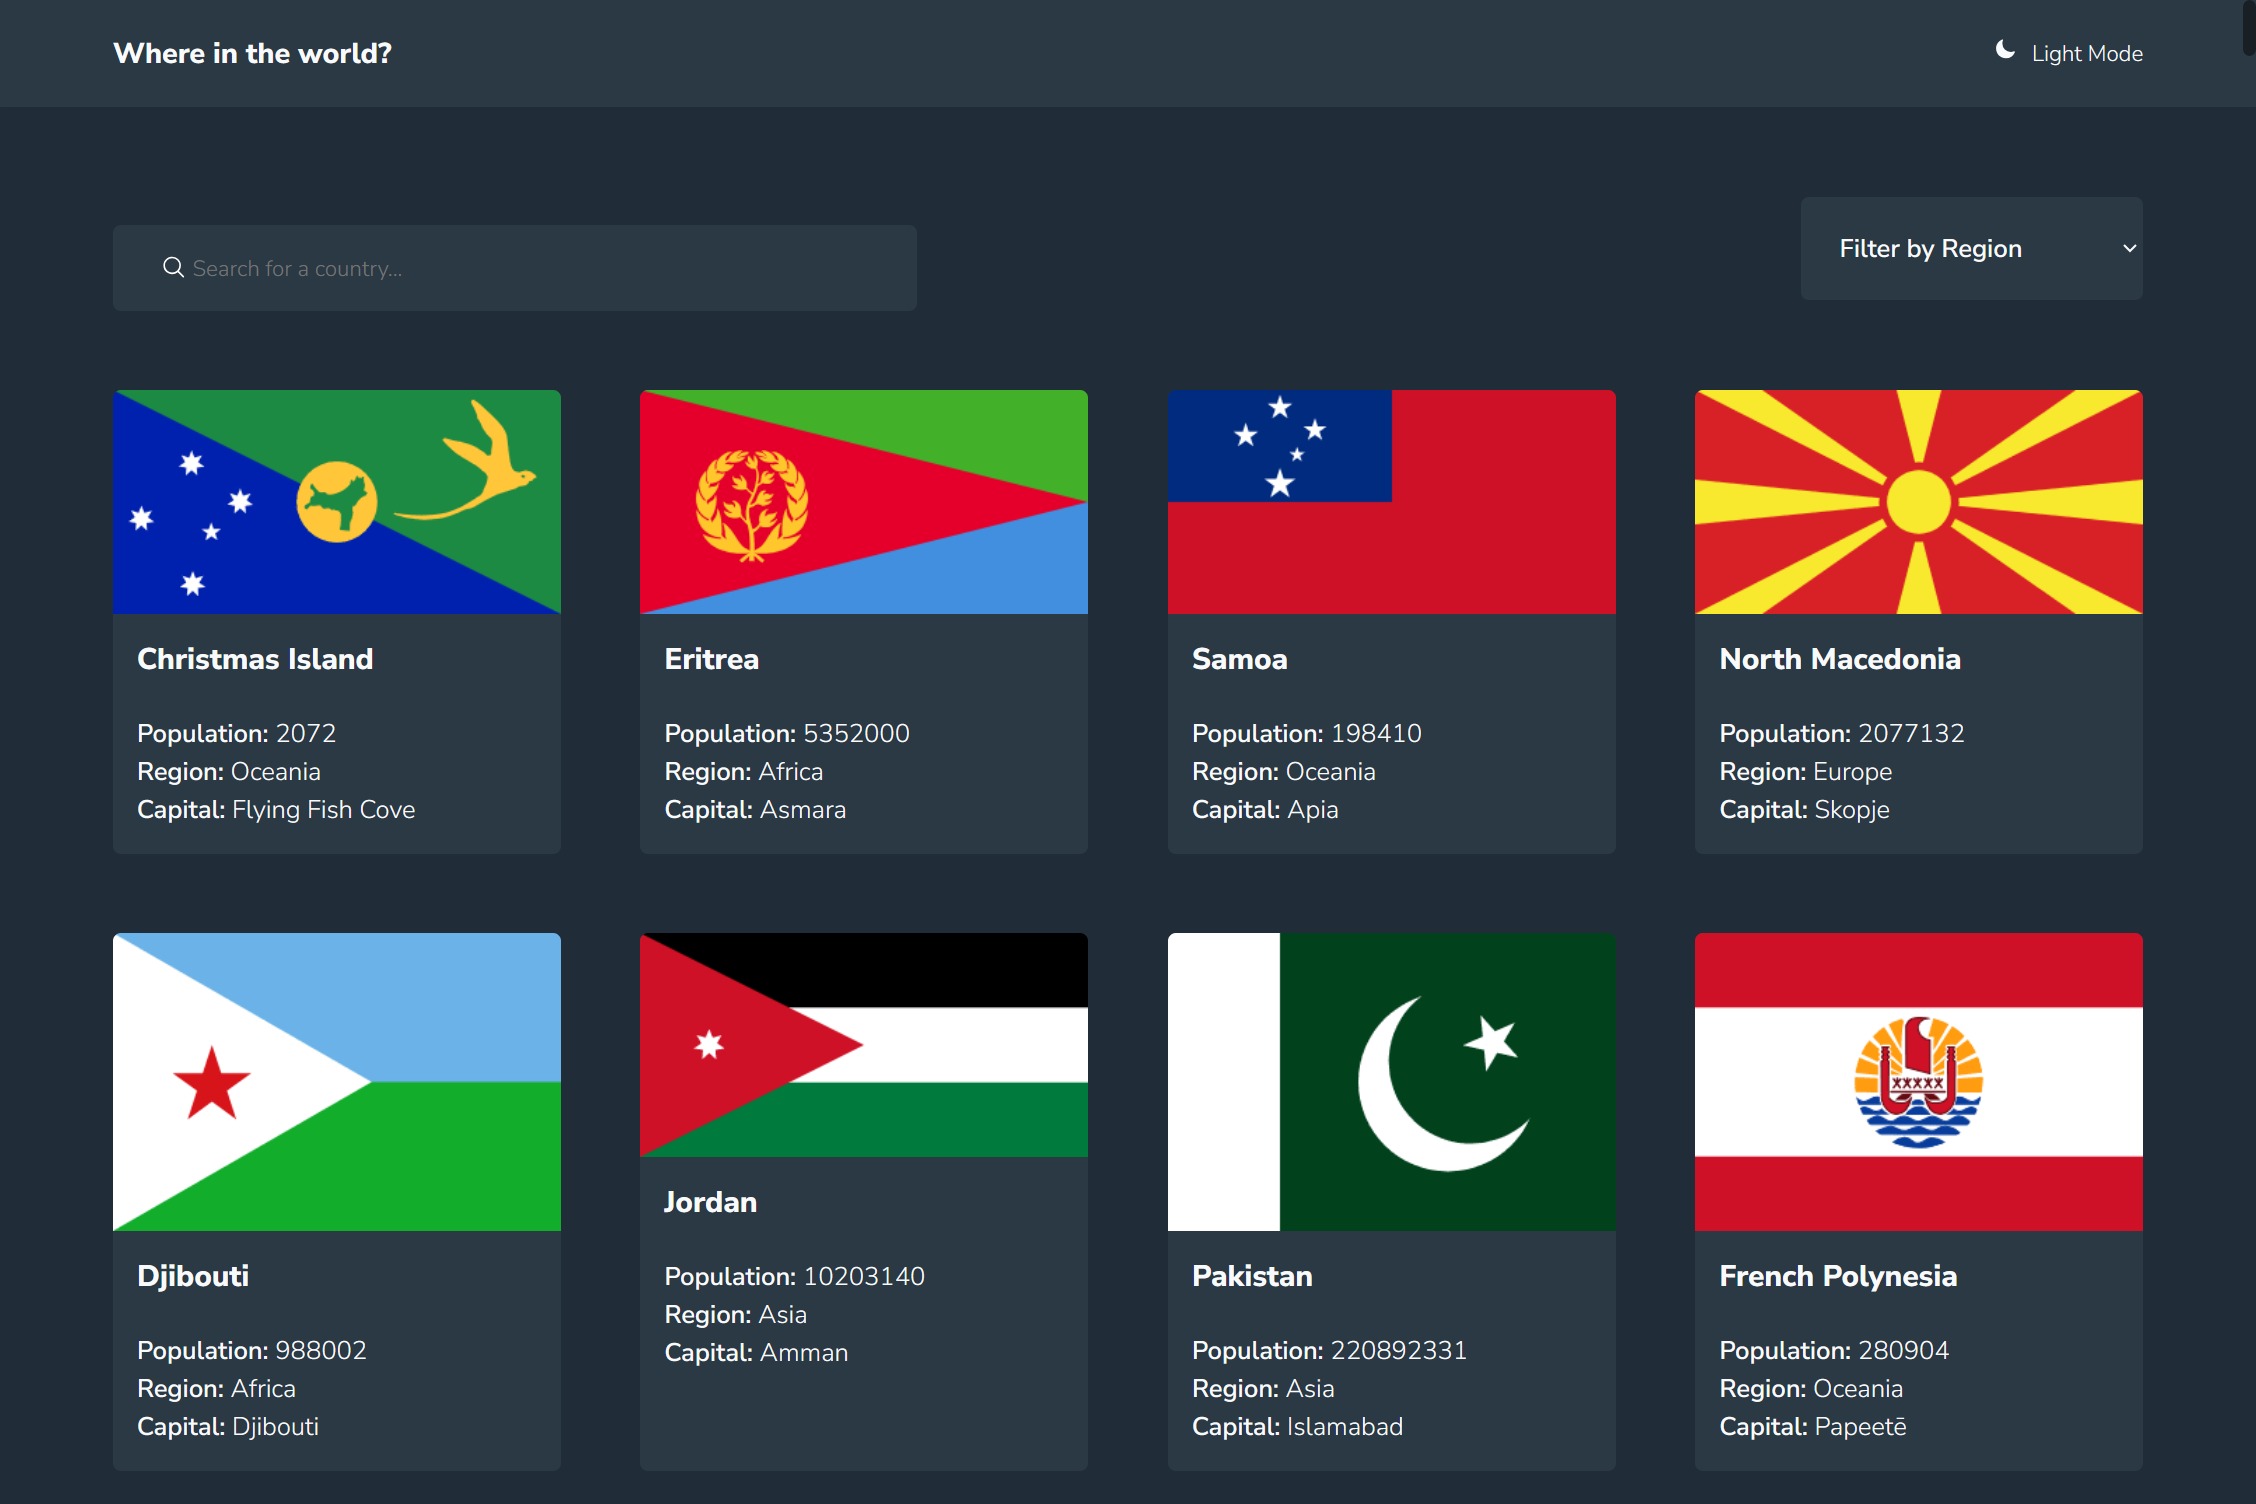 Where in the world?
Light Mode
Search for a country...
Filter by Region
Christmas Island
Population: 2072
Region: Oceania
Capital: Flying Fish Cove
Eritrea
Population: 5352000
Region: Africa
Capital: Asmara
Samoa
Population: 198410
Region: Oceania
Capital: Apia
North Macedonia
Population: 2077132
Region: Europe
Capital: Skopje
Djibouti
Population: 988002
Region: Africa
Capital: Djibouti
Jordan
Population: 10203140
Region: Asia
Capital: Amman
Pakistan
Population: 220892331
Region: Asia
Capital: Islamabad
French Polynesia
Population: 280904
Region: Oceania
Capital: Papeetē